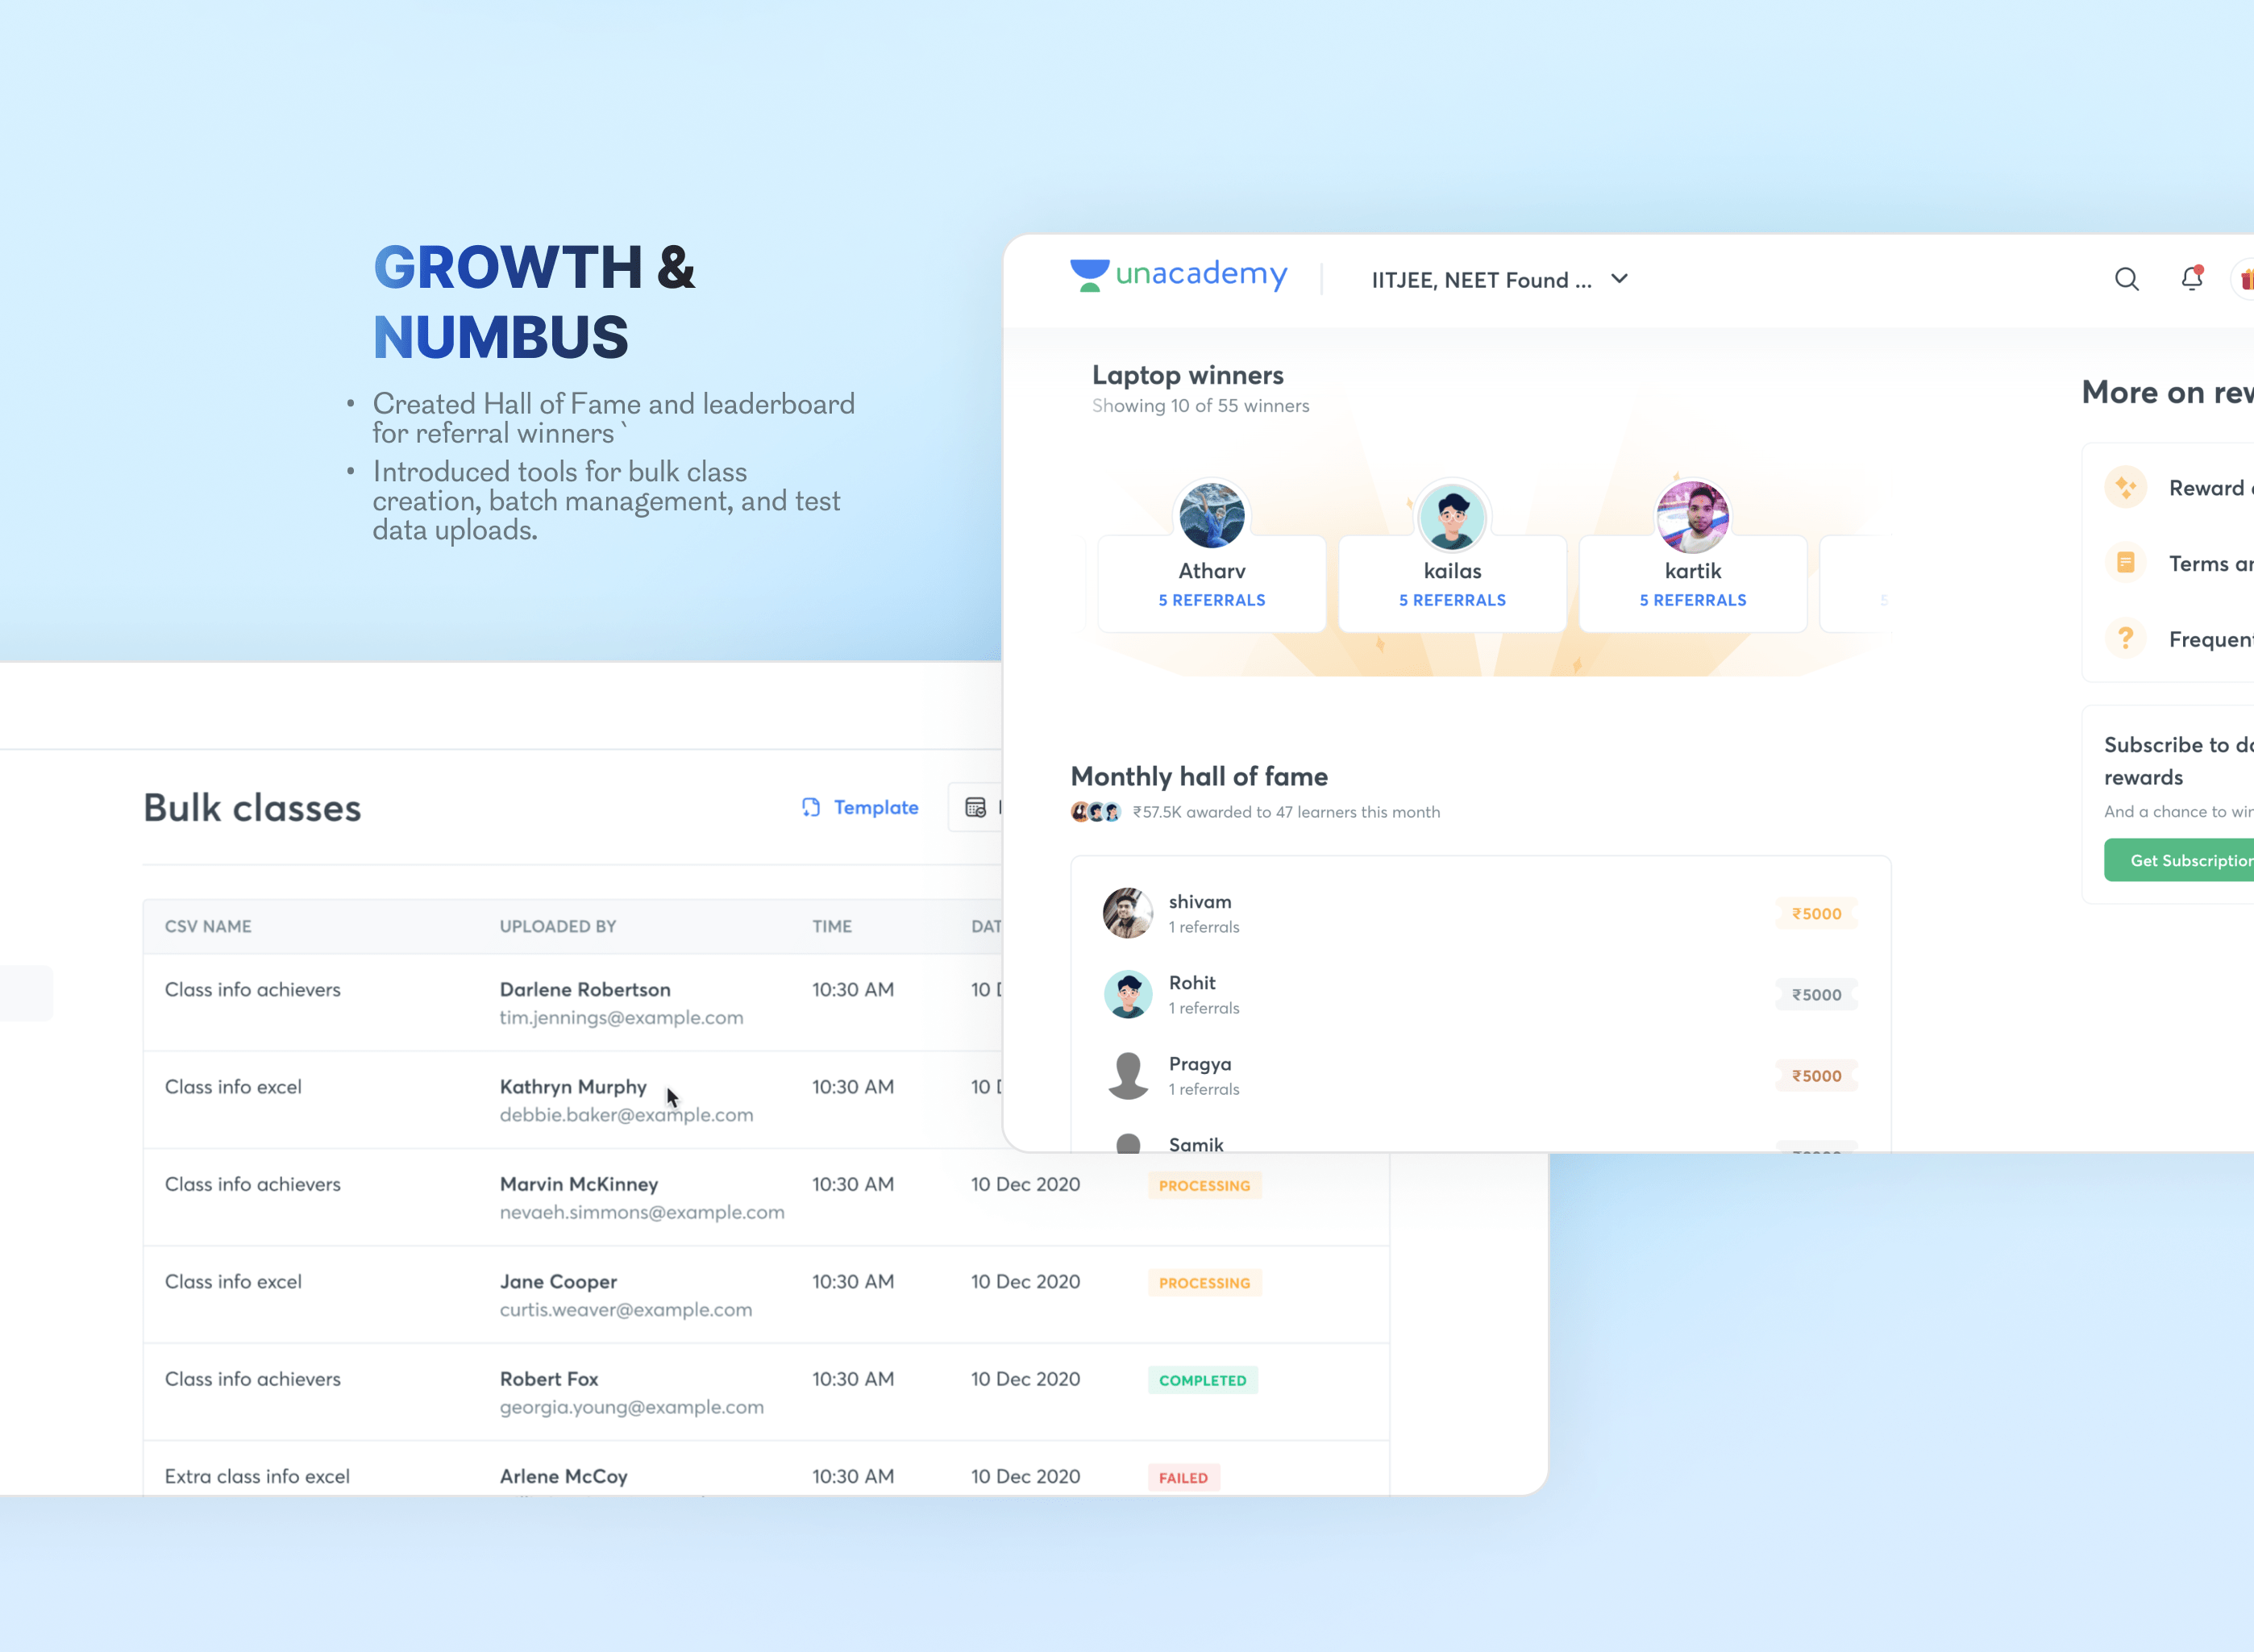 GROWTH &
NUMBUS
• Created Hall of Fame and leaderboard
for referral winners `
• Introduced tools for bulk class
creation, batch management, and test
data uploads.
unacademy
IITJEE, NEET Found ...
Laptop winners
Showing 10 of 55 winners
Atharv
5 REFERRALS
kailas
5 REFERRALS
kartik
5 REFERRALS
5
More on rew
Reward
Terms
Frequent
Subscribe to do
rewards
And a chance to win
Get Subscription
Monthly hall of fame
₹57.5K awarded to 47 learners this month
shivam
1 referrals
₹5000
Rohit
1 referrals
₹5000
Pragya
1 referrals
₹5000
Samik
Bulk classes
Template
CSV NAME UPLOADED BY TIME DAT
Class info achievers Darlene Robertson 10:30 AM 10
tim.jennings@example.com
Class info excel Kathryn Murphy 10:30 AM 10
debbie.baker@example.com
Class info achievers Marvin McKinney 10:30 AM 10 Dec 2020 PROCESSING
nevaeh.simmons@example.com
Class info excel Jane Cooper 10:30 AM 10 Dec 2020 PROCESSING
curtis.weaver@example.com
Class info achievers Robert Fox 10:30 AM 10 Dec 2020 COMPLETED
georgia.young@example.com
Extra class info excel Arlene McCoy 10:30 AM 10 Dec 2020 FAILED